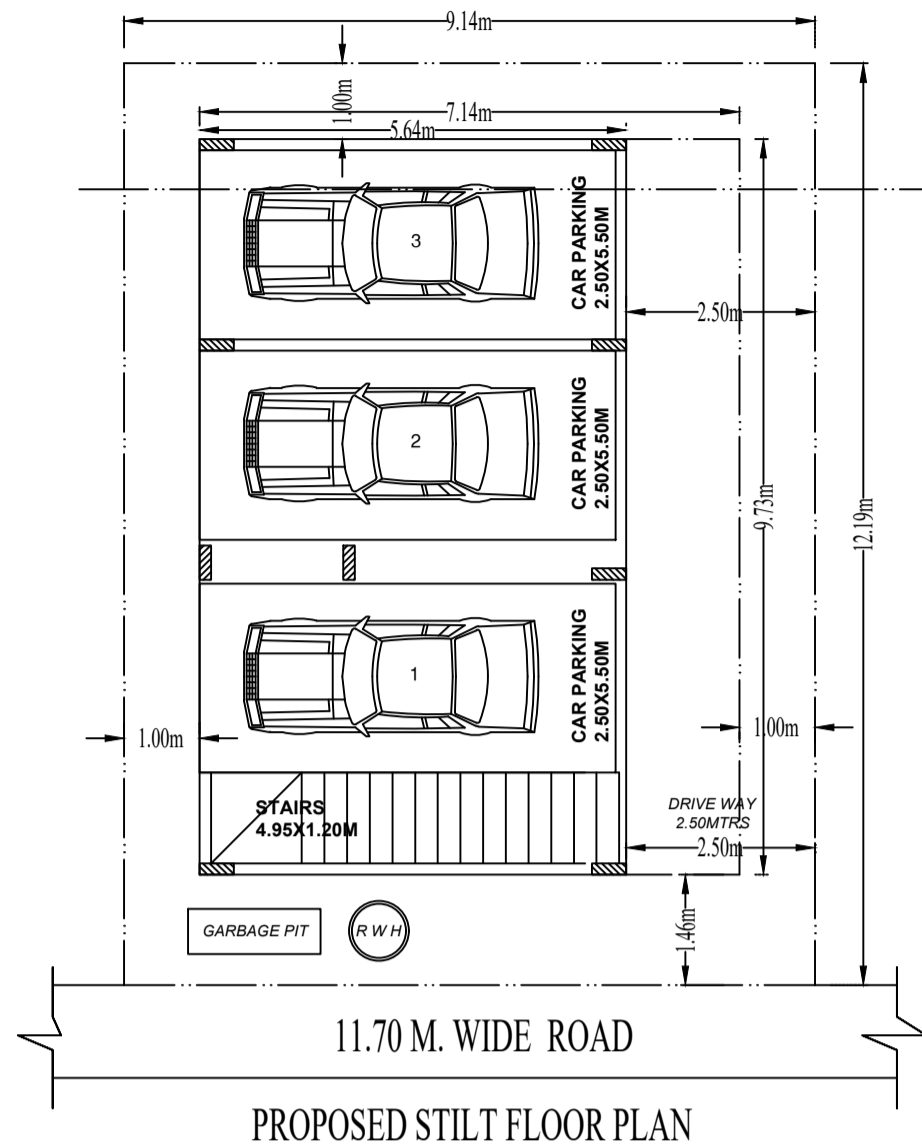 9.14m
1.00m
7.14m
5.64m
3
CAR PARKING
2.50X5.50M
2.50m
2
CAR PARKING
2.50X5.50M
9.73m
12.19m
1
CAR PARKING
2.50X5.50M
1.00m
1.00m
STAIRS
4.95X1.20M
DRIVE WAY
2.50MTRS
2.50m
1.46m
GARBAGE PIT
R W H
11.70 M. WIDE ROAD
PROPOSED STILT FLOOR PLAN